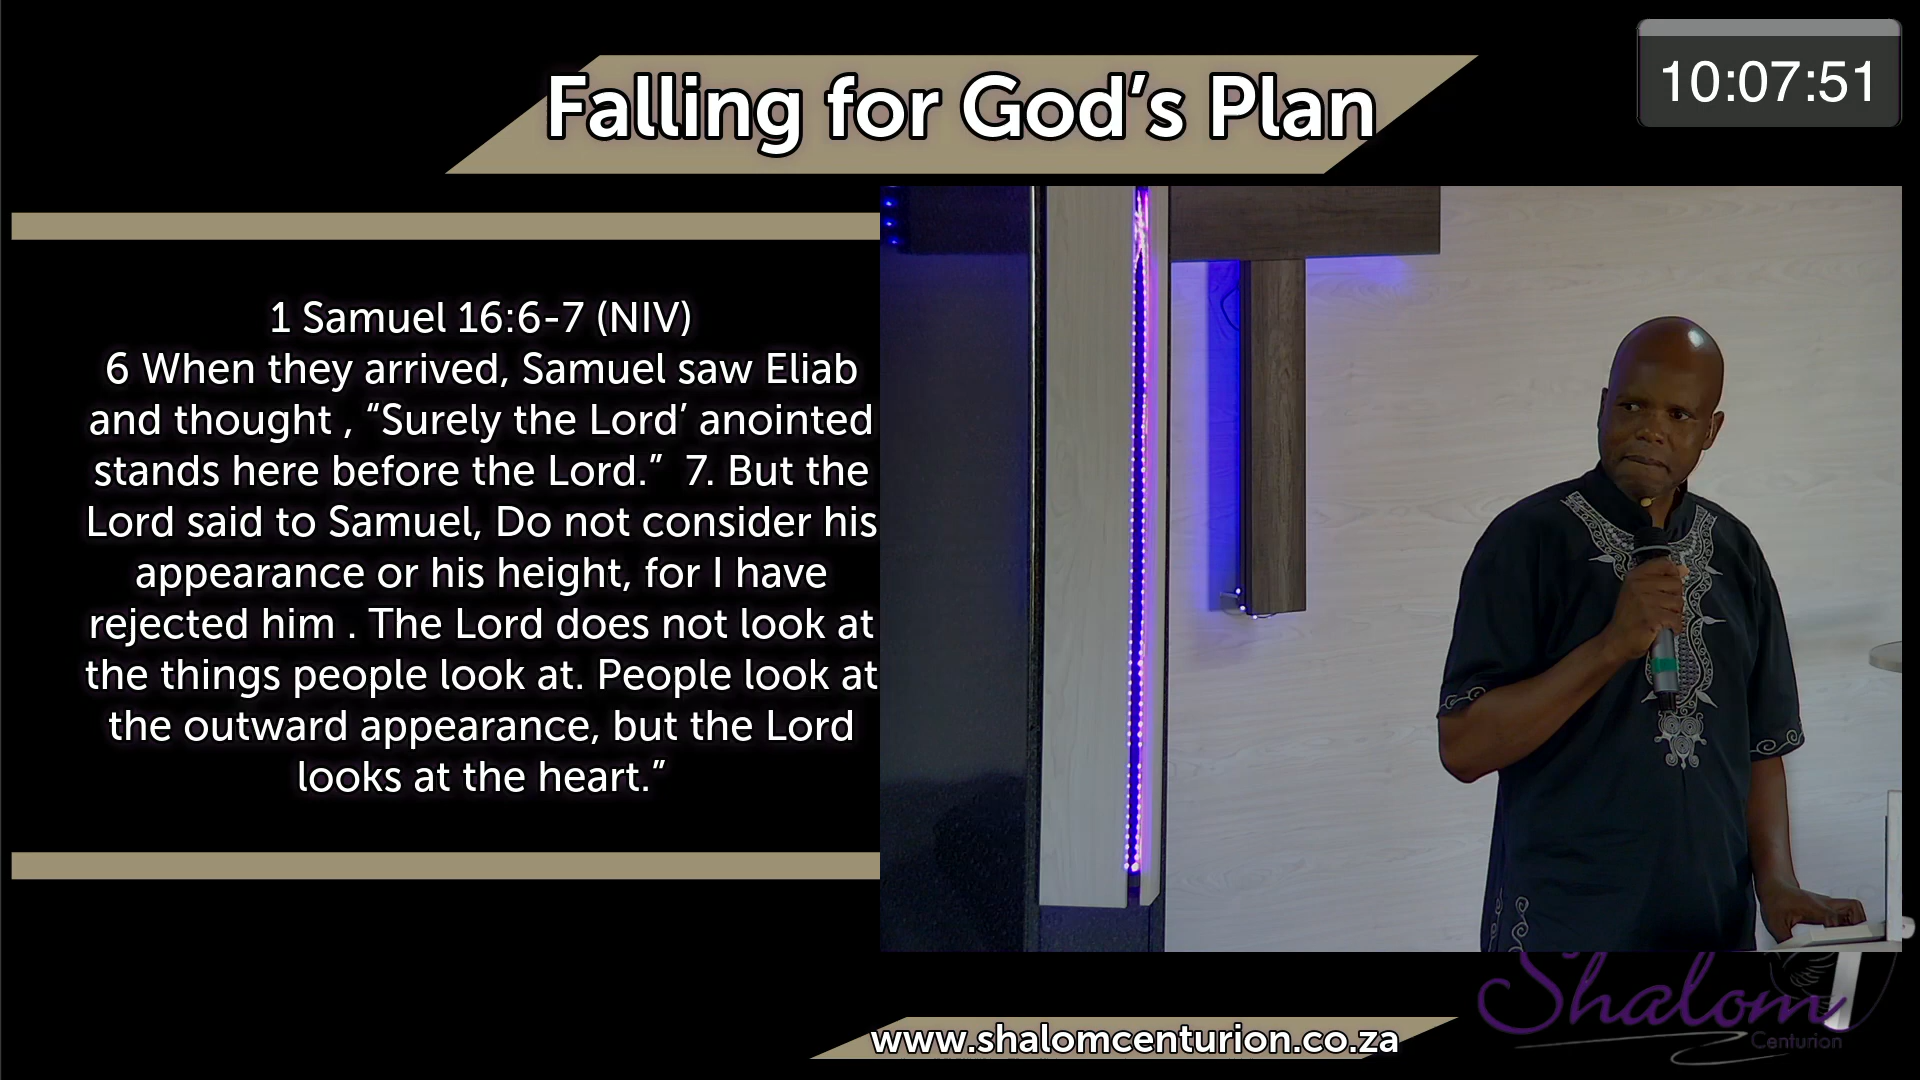 Falling for God’s Plan
10:07:51
1 Samuel 16:6-7 (NIV)
6 When they arrived, Samuel saw Eliab
and thought , “Surely the Lord’ anointed
stands here before the Lord.”  7. But the
Lord said to Samuel, Do not consider his
appearance or his height, for I have
rejected him . The Lord does not look at
the things people look at. People look at
the outward appearance, but the Lord
looks at the heart.”
www.shalomcenturion.co.za
Shalom
Centurion